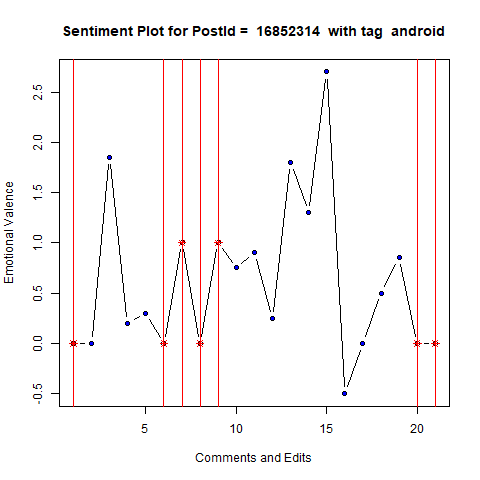 Sentiment Plot for PostId =  16852314  with tag  android
Emotional Valence
2.5
2.0
1.5
1.0
0.5
0.0
-0.5
5 10 15 20
Comments and Edits